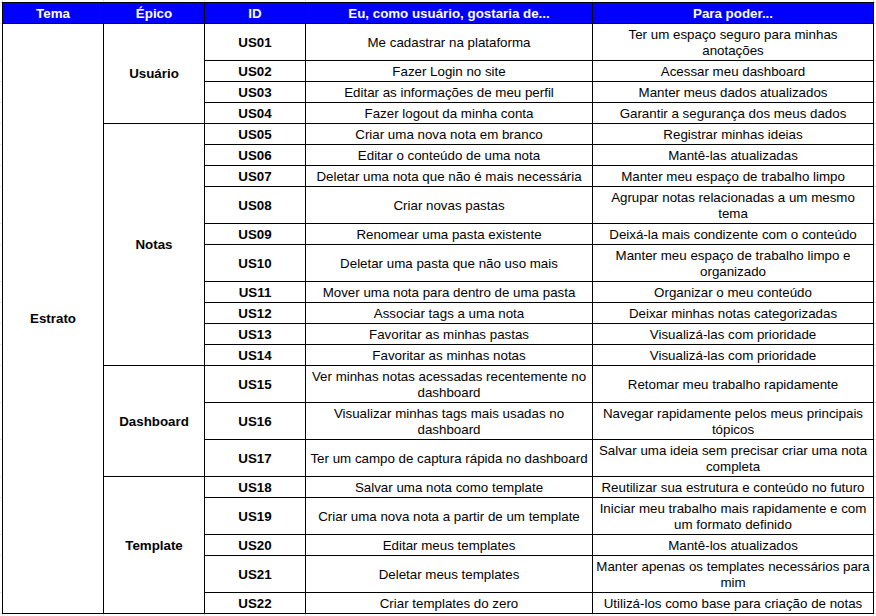 Tema Épico ID Eu, como usuário, gostaria de... Para poder...
Estrato
Usuário
US01 Me cadastrar na plataforma Ter um espaço seguro para minhas
anotações
US02 Fazer Login no site Acessar meu dashboard
US03 Editar as informações de meu perfil Manter meus dados atualizados
US04 Fazer logout da minha conta Garantir a segurança dos meus dados
Notas
US05 Criar uma nova nota em branco Registrar minhas ideias
US06 Editar o conteúdo de uma nota Mantê-las atualizadas
US07 Deletar uma nota que não é mais necessária Manter meu espaço de trabalho limpo
US08 Criar novas pastas Agrupar notas relacionadas a um mesmo
tema
US09 Renomear uma pasta existente Deixá-la mais condizente com o conteúdo
US10 Deletar uma pasta que não uso mais Manter meu espaço de trabalho limpo e
organizado
US11 Mover uma nota para dentro de uma pasta Organizar o meu conteúdo
US12 Associar tags a uma nota Deixar minhas notas categorizadas
US13 Favoritar as minhas pastas Visualizá-las com prioridade
US14 Favoritar as minhas notas Visualizá-las com prioridade
Dashboard
US15 Ver minhas notas acessadas recentemente no
dashboard Retomar meu trabalho rapidamente
US16 Visualizar minhas tags mais usadas no
dashboard Navegar rapidamente pelos meus principais
tópicos
US17 Ter um campo de captura rápida no dashboard Salvar uma ideia sem precisar criar uma nota
completa
Template
US18 Salvar uma nota como template Reutilizar sua estrutura e conteúdo no futuro
US19 Criar uma nova nota a partir de um template Iniciar meu trabalho mais rapidamente e com
um formato definido
US20 Editar meus templates Mantê-los atualizados
US21 Deletar meus templates Manter apenas os templates necessários para
mim
US22 Criar templates do zero Utilizá-los como base para criação de notas